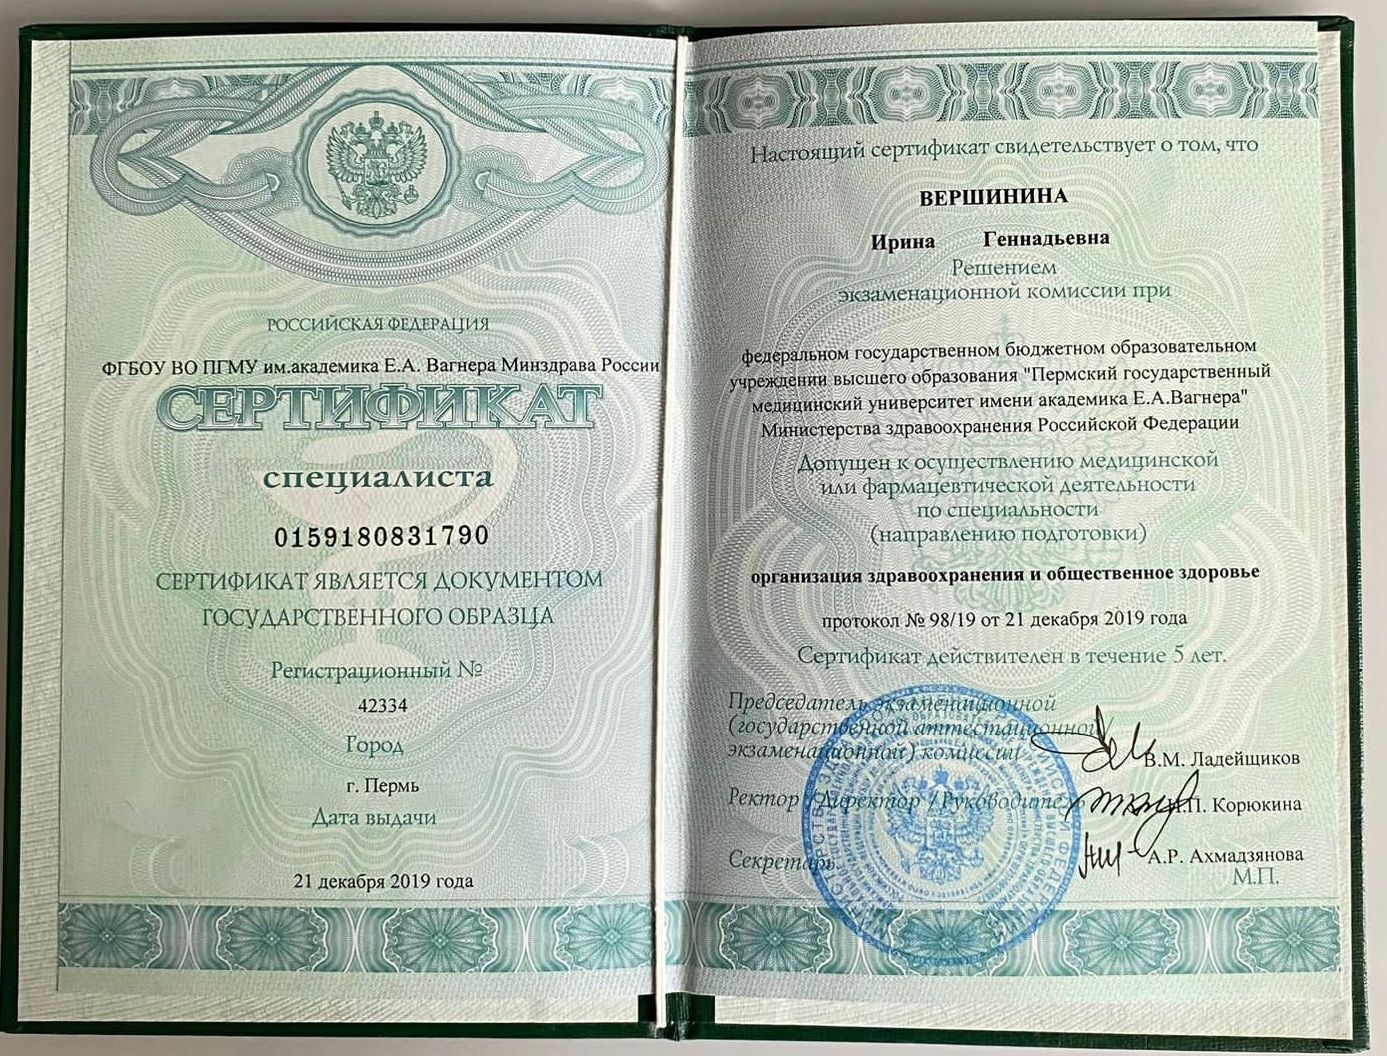 РОССИЙСКАЯ ФЕДЕРАЦИЯ
ФГБОУ ВО ПГМУ им.академика Е.А. Вагнера Минздрава России
СЕРТИФИКАТ
специалиста
0159180831790
СЕРТИФИКАТ ЯВЛЯЕТСЯ ДОКУМЕНТОМ
ГОСУДАРСТВЕННОГО ОБРАЗЦА
Регистрационный №
42334
Город
г. Пермь
Дата выдачи
21 декабря 2019 года
Настоящий сертификат свидетельствует о том, что
ВЕРШИНИНА
Ирина Геннадьевна
Решением
экзаменационной комиссии при
федеральном государственном бюджетном образовательном
учреждении высшего образования "Пермский государственный
медицинский университет имени академика Е.А.Вагнера"
Министерства здравоохранения Российской Федерации
Допущен к осуществлению медицинской
или фармацевтической деятельности
по специальности
(направлению подготовки)
организация здравоохранения и общественное здоровье
протокол № 98/19 от 21 декабря 2019 года
Сертификат действителен в течение 5 лет.
Председатель экзаменационной
(государственной аттестационной/
экзаменационной) комиссии
В.М. Ладейщиков
Ректор /Директор /Руководитель
Корюкина
Секретарь
А.Р. Ахмадзянова
М.П.